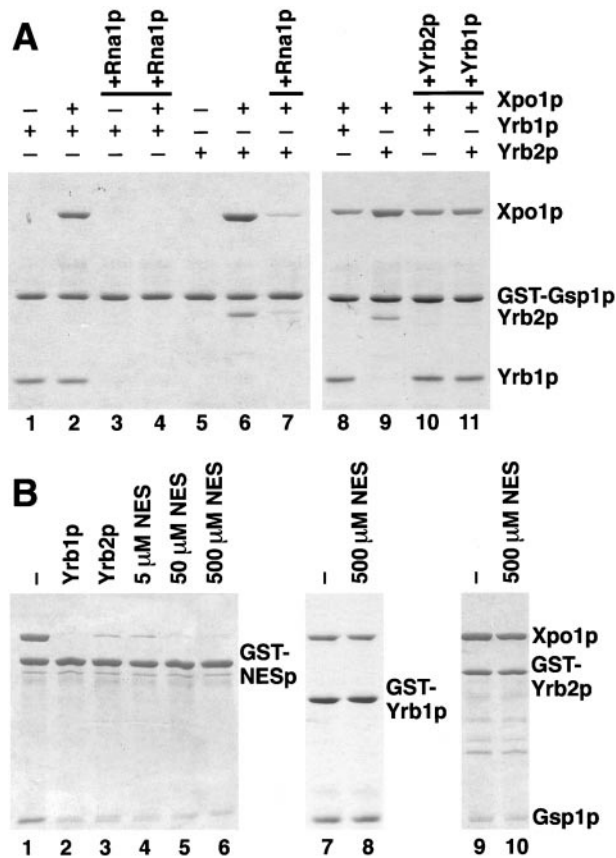 A
+Rna1p +Rna1p +Rna1p +Yrb2p +Yrb1p
– + – + – + + + + + + Xpo1p
+ + + + – – – + – + – Yrb1p
– – – – + + + – + – + Yrb2p
Xpo1p
GST-Gsp1p
Yrb2p
Yrb1p
1 2 3 4 5 6 7 8 9 10 11
B
– Yrb1p Yrb2p 5 µM NES 50 µM NES 500 µM NES – 500 µM NES – 500 µM NES
GST-NESp
GST-Yrb1p
Xpo1p
GST-Yrb2p
Gsp1p
1 2 3 4 5 6 7 8 9 10